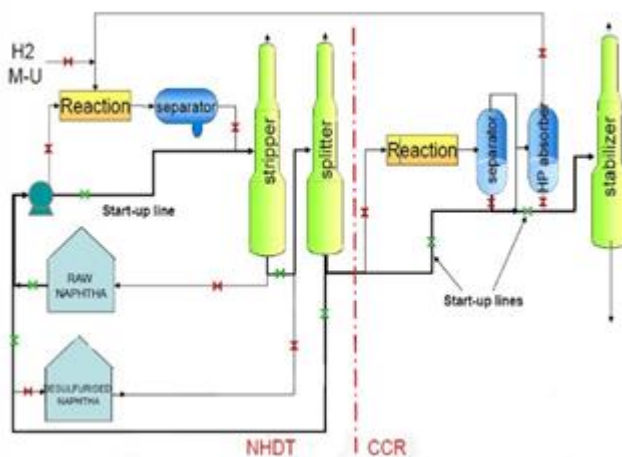 H2
M-U
Reaction
separator
stripper
splitter
Reaction
separator
HP absorber
stabilizer
Start-up line
RAW
NAPHTHA
Start-up lines
DESULFURISED
NAPHTHA
NHDT
CCR